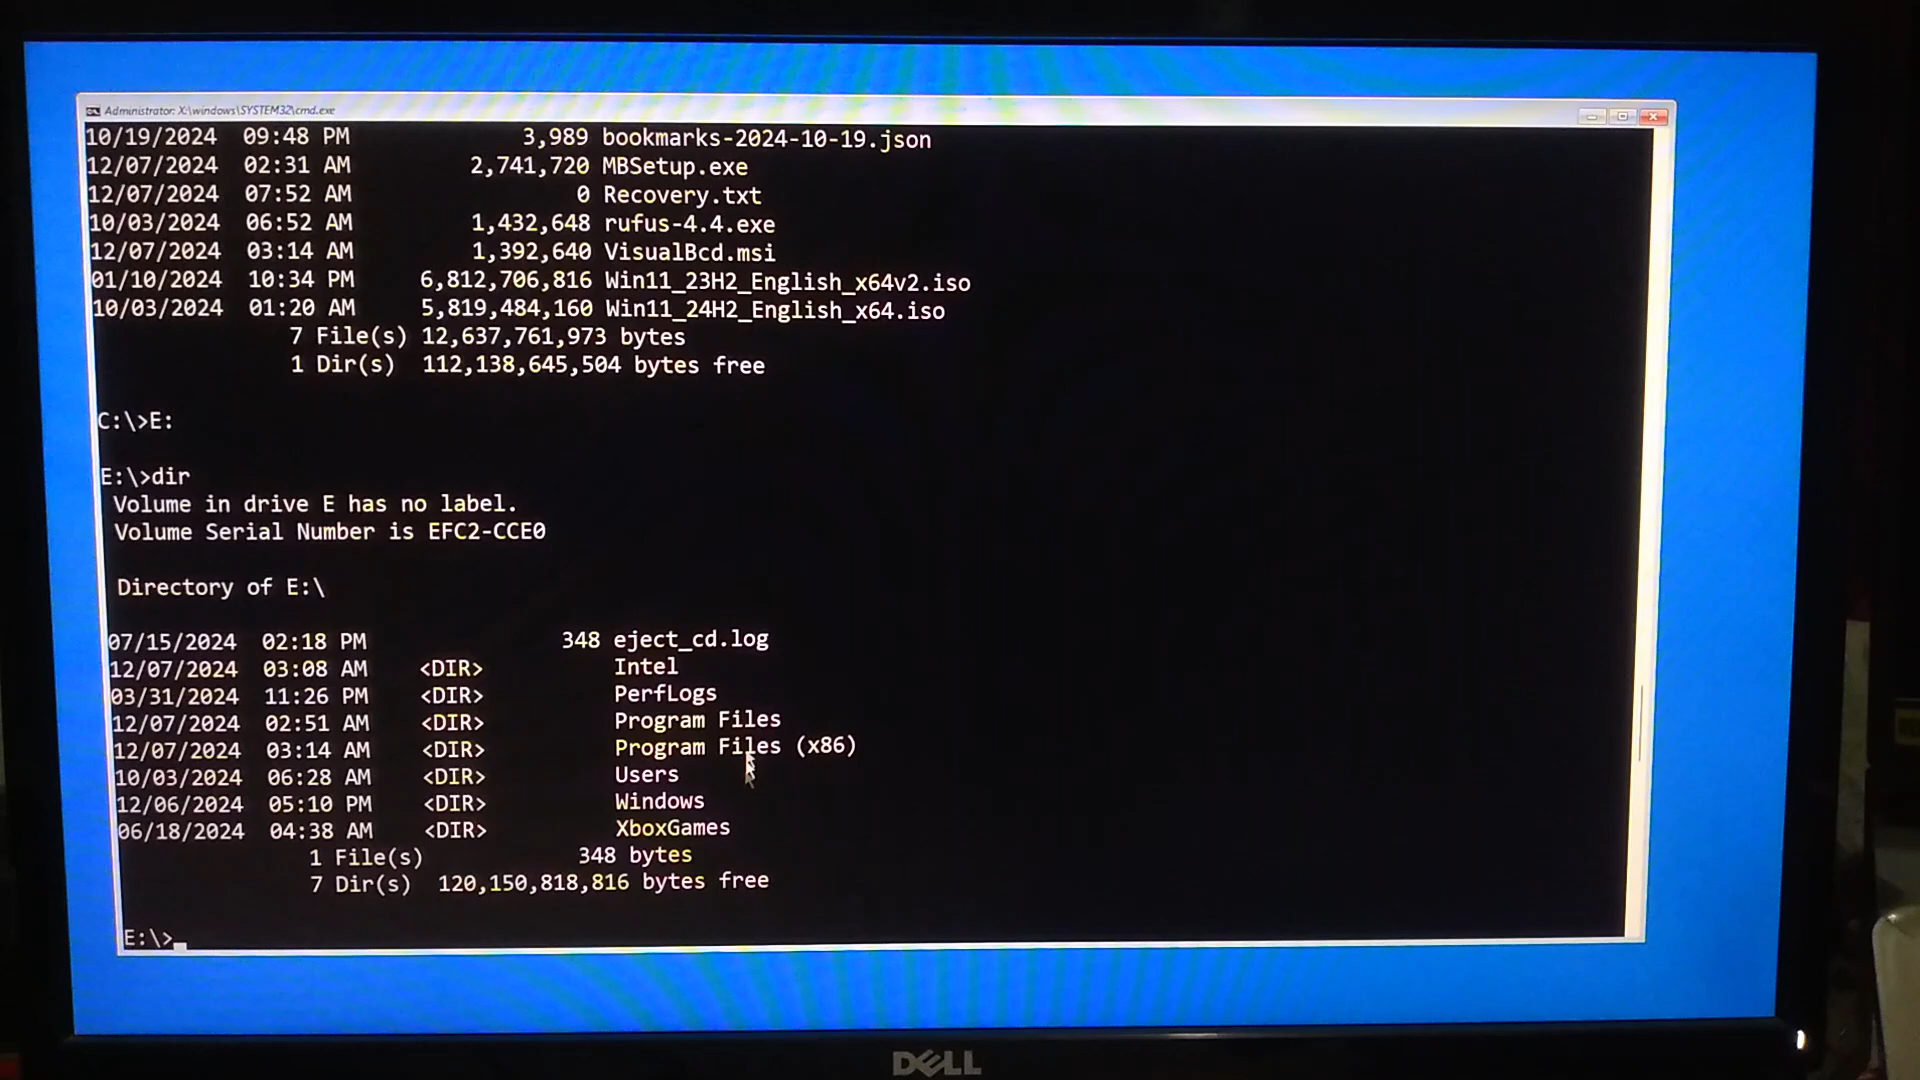 Administrator: X:\windows\SYSTEM32\cmd.exe
10/19/2024  09:48 PM             3,989 bookmarks-2024-10-19.json
12/07/2024  02:31 AM         2,741,720 MBSetup.exe
12/07/2024  07:52 AM                 0 Recovery.txt
10/03/2024  06:52 AM         1,432,648 rufus-4.4.exe
12/07/2024  03:14 AM         1,392,640 VisualBcd.msi
01/10/2024  10:34 PM     6,812,706,816 Win11_23H2_English_x64v2.iso
10/03/2024  01:20 AM     5,819,484,160 Win11_24H2_English_x64.iso
               7 File(s) 12,637,761,973 bytes
               1 Dir(s)  112,138,645,504 bytes free
C:\>E:
E:\>dir
 Volume in drive E has no label.
 Volume Serial Number is EFC2-CCE0
 Directory of E:\
07/15/2024  02:18 PM               348 eject_cd.log
12/07/2024  03:08 AM    <DIR>          Intel
03/31/2024  11:26 PM    <DIR>          PerfLogs
12/07/2024  02:51 AM    <DIR>          Program Files
12/07/2024  03:14 AM    <DIR>          Program Files (x86)
10/03/2024  06:28 AM    <DIR>          Users
12/06/2024  05:10 PM    <DIR>          Windows
06/18/2024  04:38 AM    <DIR>          XboxGames
               1 File(s)            348 bytes
               7 Dir(s)  120,150,818,816 bytes free
E:\>_
DELL